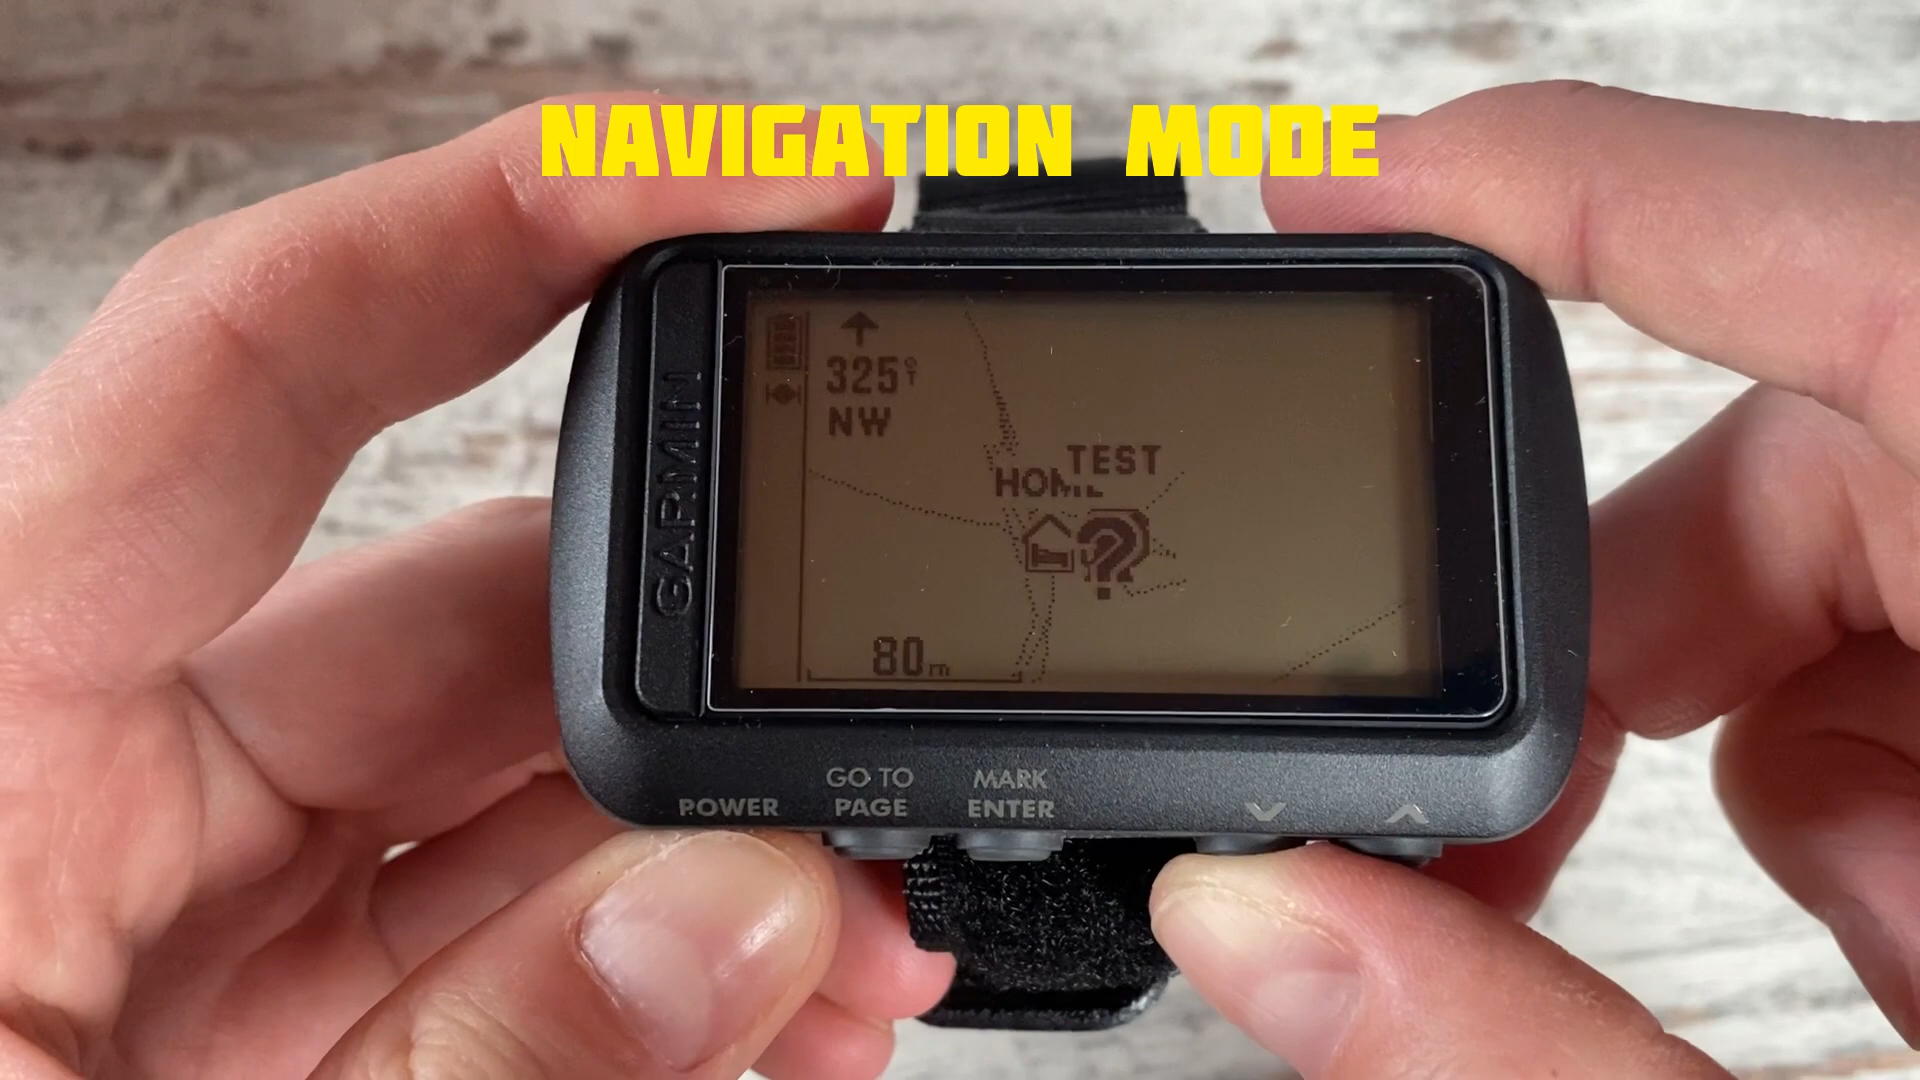 NAVIGATION MODE
GARMIN
325°T
NW
TEST
HOME
80m
GO TO
MARK
POWER
PAGE
ENTER